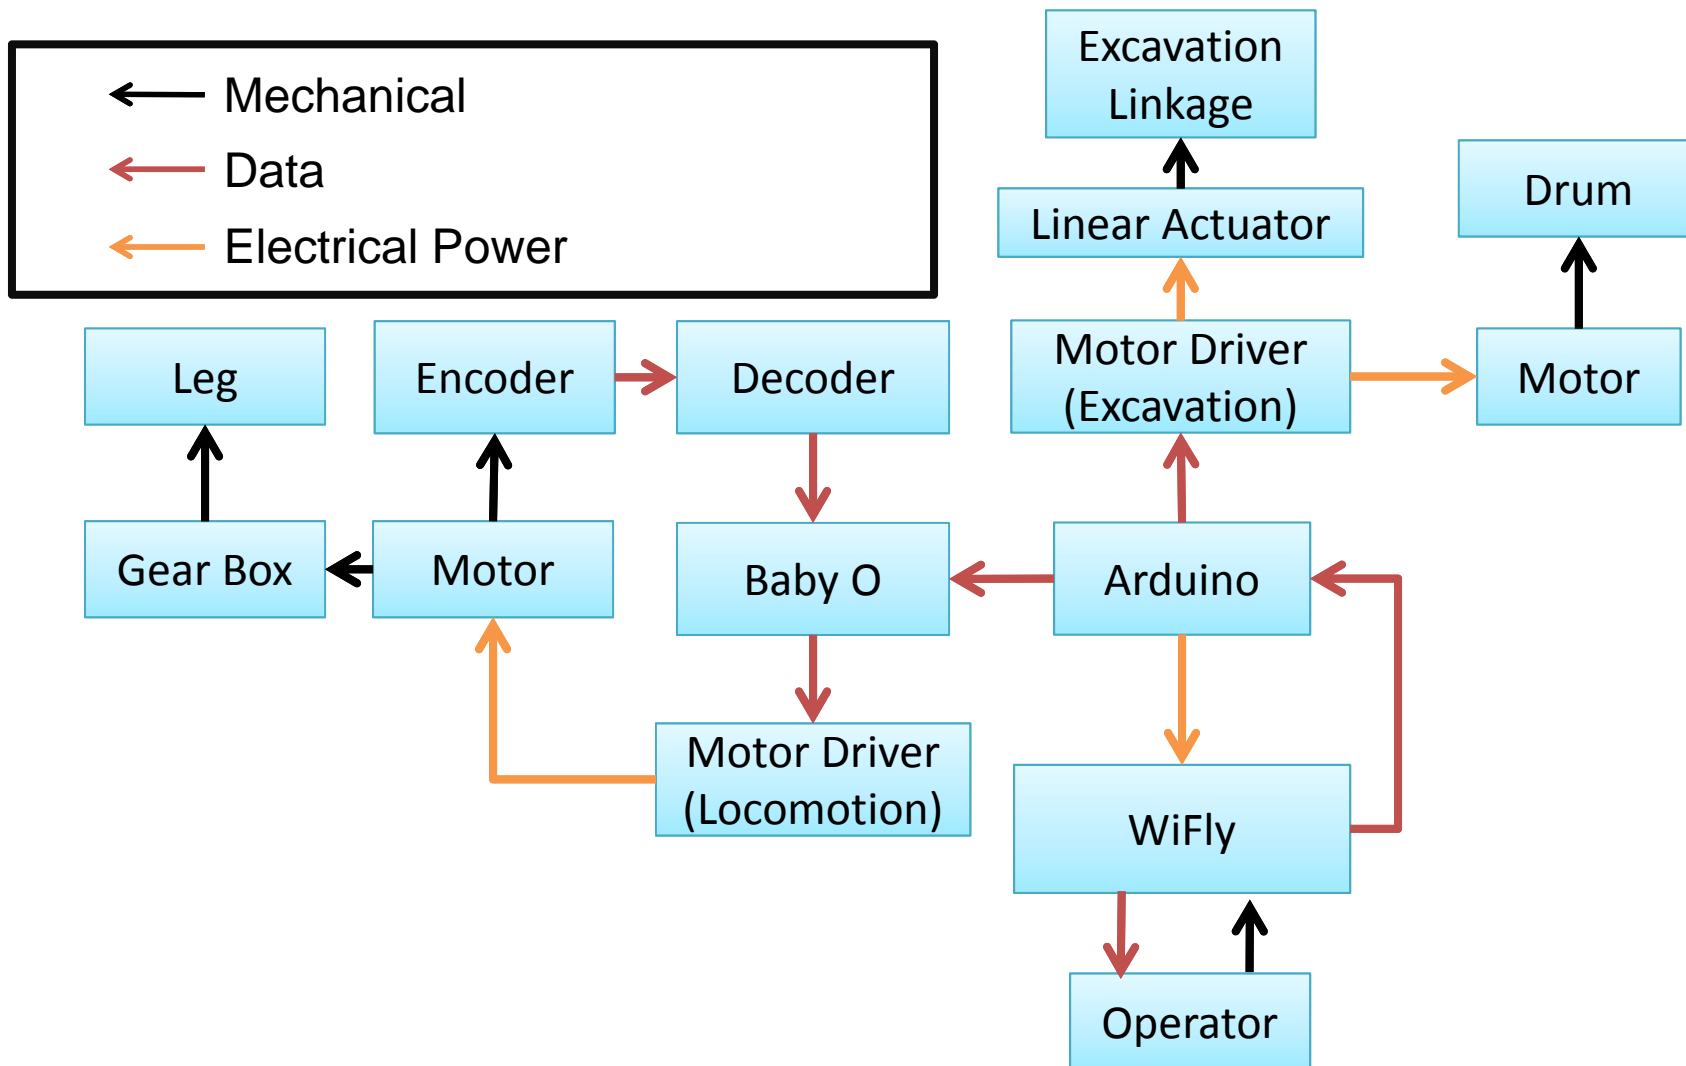 Mechanical
Data
Electrical Power
Excavation
Linkage
Drum
Linear Actuator
Leg
Encoder
Decoder
Motor Driver
(Excavation)
Motor
Gear Box
Motor
Baby O
Arduino
Motor Driver
(Locomotion)
WiFly
Operator